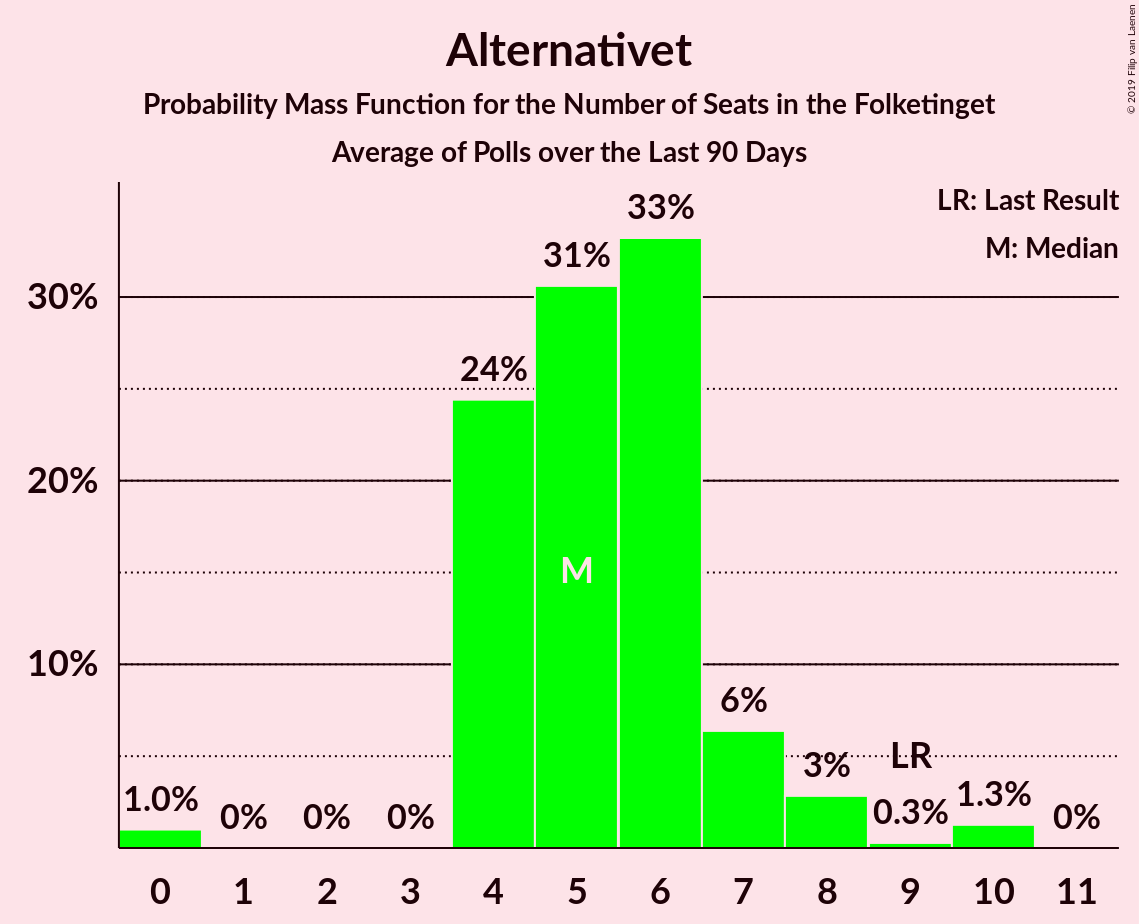 Alternativet
Probability Mass Function for the Number of Seats in the Folketinget
Average of Polls over the Last 90 Days
© 2019 Filip van Laenen
LR: Last Result
M: Median
33%
31%
30%
24%
20%
M
10%
6%
LR
3%
1.3%
1.0%
0.3%
0% 0% 0% 0%
0 1 2 3 4 5 6 7 8 9 10 11